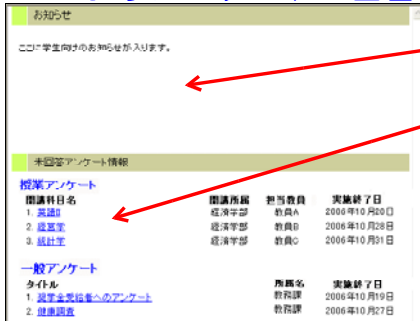 お知らせ
ここに学生向けのお知らせが入ります。
未回答アンケート情報
授業アンケート
開講科目名 開講所属 担当教員 実施終了日
1. 英語Ⅱ 経済学部 教員A 2006年10月20日
2. 経営学 経済学部 教員B 2006年10月28日
3. 統計学 経済学部 教員C 2006年10月31日
一般アンケート
タイトル 所属名 実施終了日
1. 奨学金受給者へのアンケート 教務課 2006年10月19日
2. 健康調査 教務課 2006年10月27日